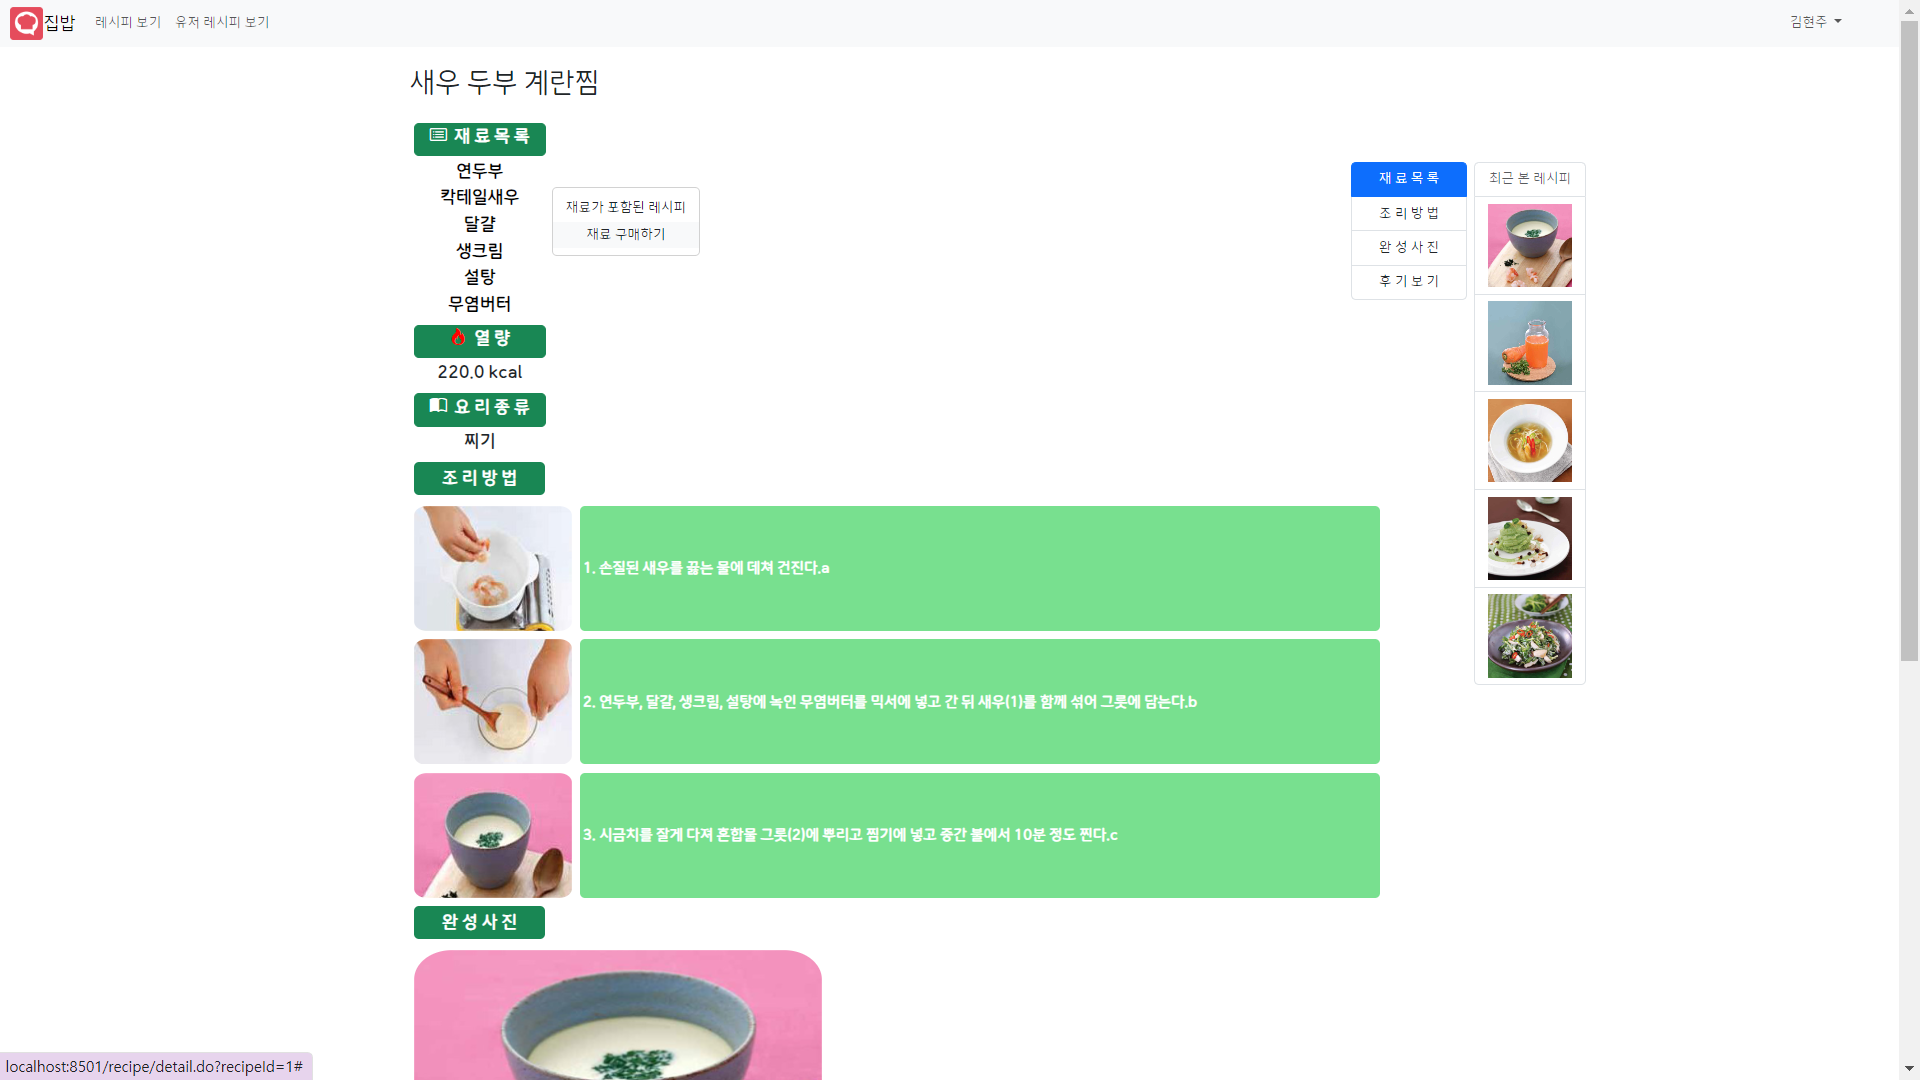 집밥 레시피 보기 유저 레시피 보기 김현주
새우 두부 계란찜
재료목록
연두부
칵테일새우
달걀
생크림
설탕
무염버터
재료가 포함된 레시피
재료 구매하기
재료목록
조리방법
완성사진
후기보기
최근 본 레시피
열량
220.0 kcal
요리종류
찌기
조리방법
1. 손질된 새우를 끓는 물에 데쳐 건진다.a
2. 연두부, 달걀, 생크림, 설탕에 녹인 무염버터를 믹서에 넣고 간 뒤 새우(1)를 함께 섞어 그릇에 담는다.b
3. 시금치를 잘게 다져 혼합물 그릇(2)에 뿌리고 찜기에 넣고 중간 불에서 10분 정도 찐다.c
완성사진
localhost:8501/recipe/detail.do?recipeId=1#